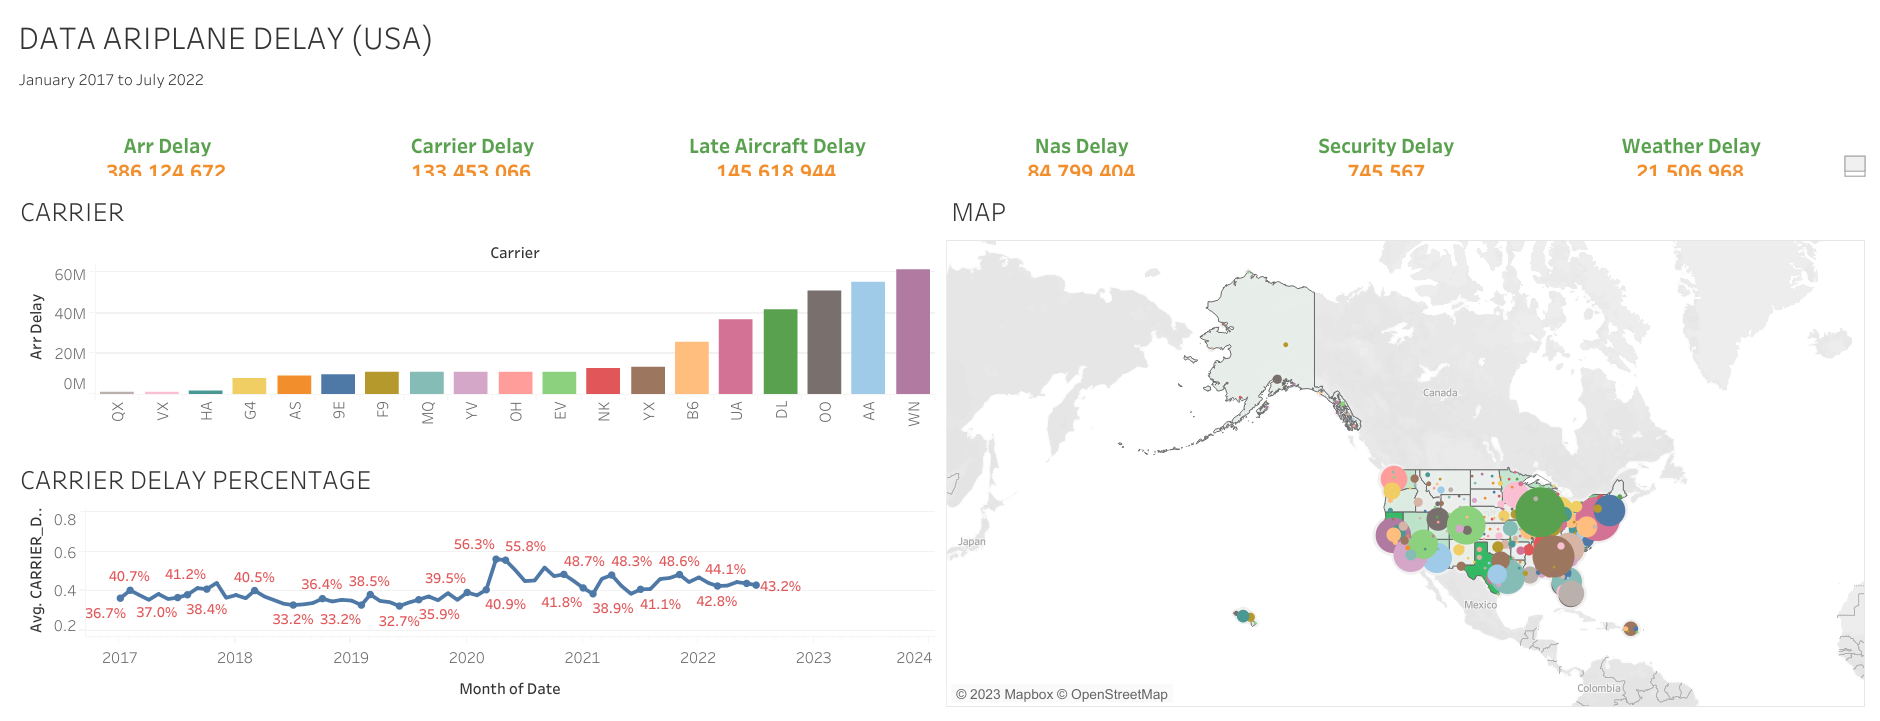 DATA ARIPLANE DELAY (USA)
January 2017 to July 2022
Arr Delay
386.124.672
Carrier Delay
133.453.066
Late Aircraft Delay
145.618.944
Nas Delay
84.799.404
Security Delay
745.567
Weather Delay
21.506.968
CARRIER
Carrier
Arr Delay
60M
40M
20M
0M
QX
VX
HA
G4
AS
9E
F9
MQ
YV
OH
EV
NK
YX
B6
UA
DL
OO
AA
WN
CARRIER DELAY PERCENTAGE
Avg. CARRIER_D..
0.8
0.6
0.4
0.2
36.7%
40.7%
37.0%
41.2%
38.4%
40.5%
33.2%
36.4%
33.2%
38.5%
32.7%
35.9%
39.5%
56.3%
40.9%
55.8%
41.8%
48.7%
38.9%
48.3%
41.1%
48.6%
42.8%
44.1%
43.2%
2017
2018
2019
2020
2021
2022
2023
2024
Month of Date
MAP
Canada
Japan
Mexico
Colombia
© 2023 Mapbox © OpenStreetMap